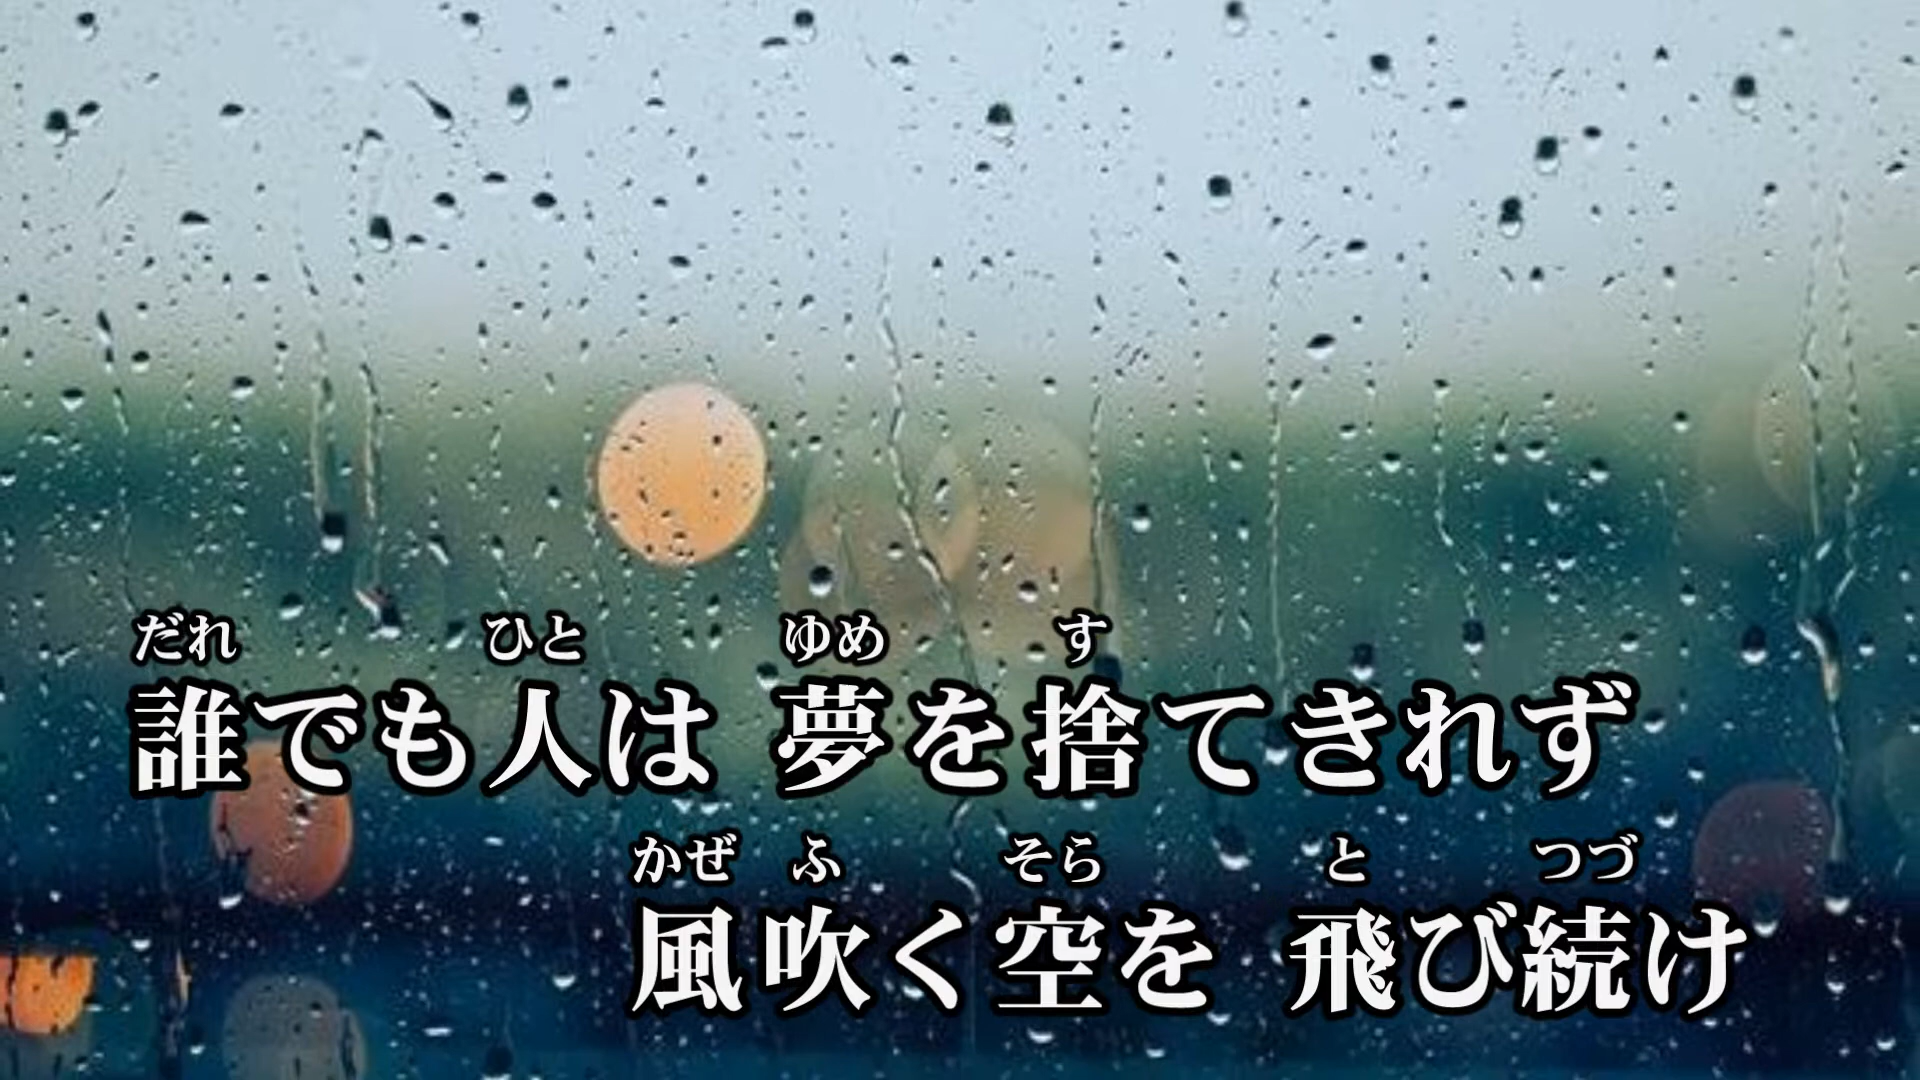 だれ ひと ゆめ す
誰でも人は 夢を捨てきれず
かぜ ふ そら と つづ
風吹く空を 飛び続け